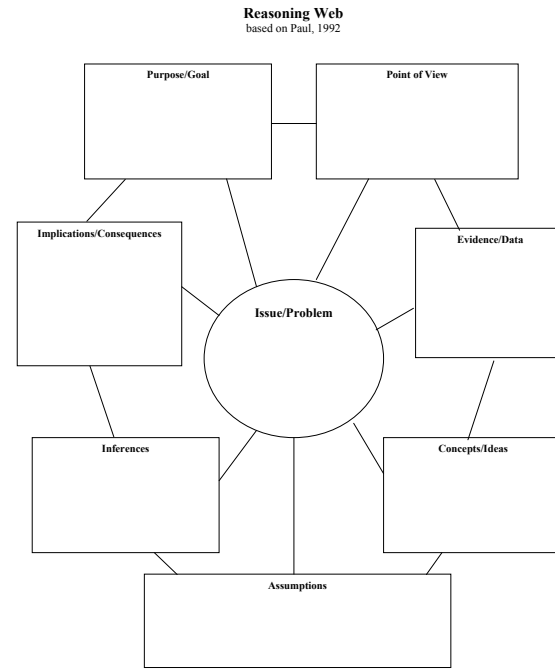 Reasoning Web
based on Paul, 1992
Purpose/Goal
Point of View
Implications/Consequences
Evidence/Data
Issue/Problem
Inferences
Concepts/Ideas
Assumptions